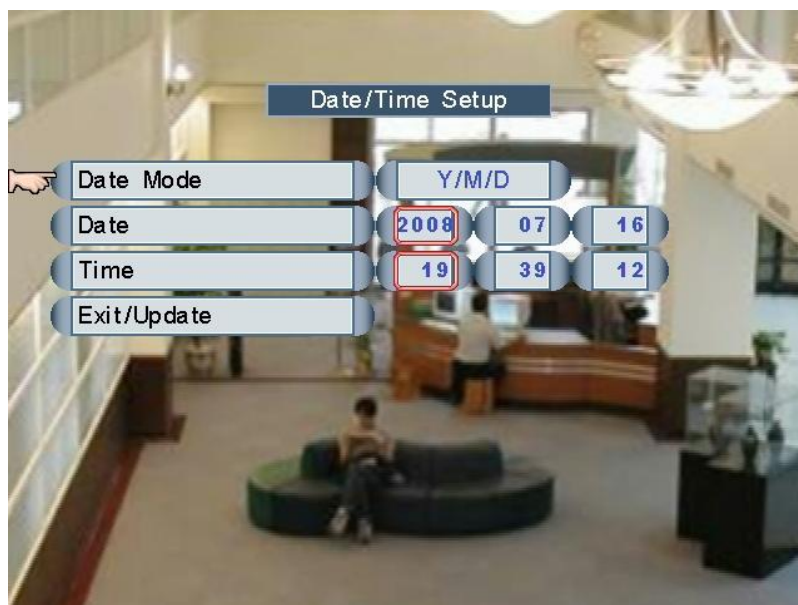 Date/Time Setup
Date Mode Y/M/D
Date 2008 07 16
Time 19 39 12
Exit/Update